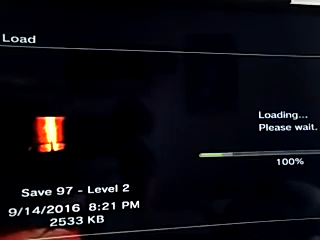 Load
Loading...
Please wait.
100%
Save 97 - Level 2
9/14/2016 8:21 PM
2533 KB